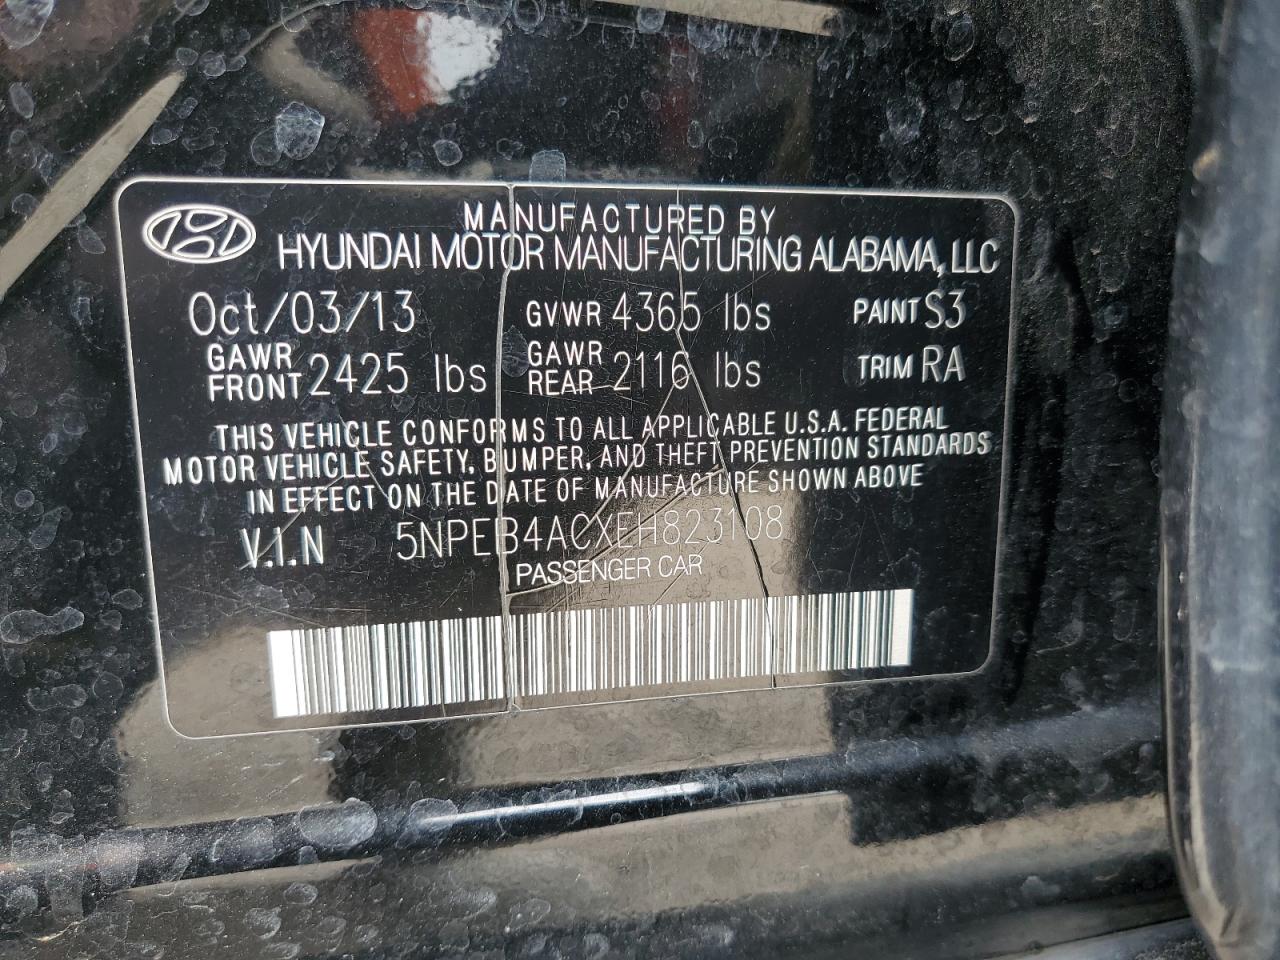 MANUFACTURED BY
HYUNDAI MOTOR MANUFACTURING ALABAMA, LLC
Oct/03/13 GVWR 4365 lbs PAINT S3
GAWR FRONT 2425 lbs GAWR REAR 2116 lbs TRIM RA
THIS VEHICLE CONFORMS TO ALL APPLICABLE U.S.A. FEDERAL
MOTOR VEHICLE SAFETY, BUMPER, AND THEFT PREVENTION STANDARDS
IN EFFECT ON THE DATE OF MANUFACTURE SHOWN ABOVE
V.I.N 5NPEB4ACXEH823108
PASSENGER CAR